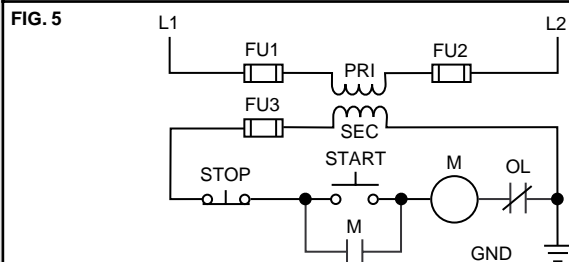 FIG. 5
L1
L2
FU1
FU2
PRI
FU3
SEC
START
STOP
M
OL
M
GND